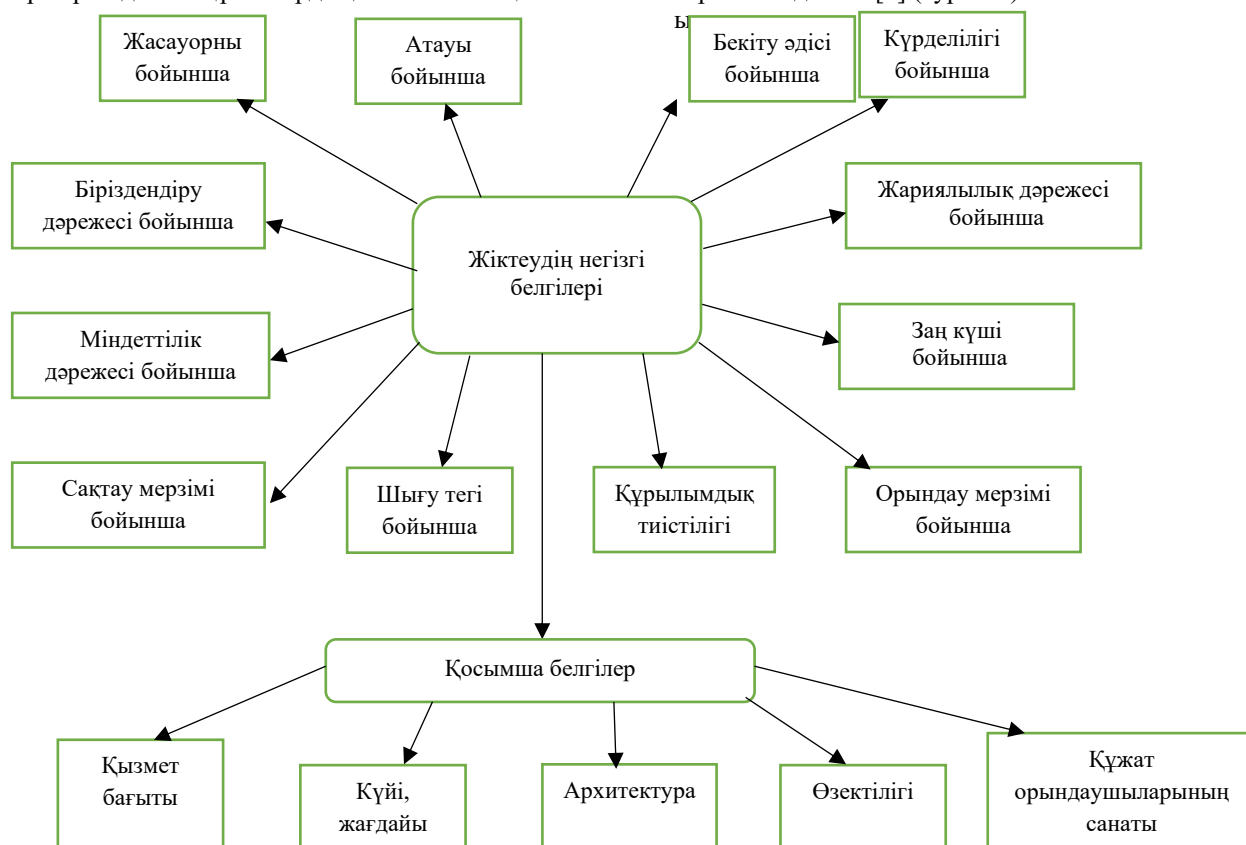 Жасауорны
бойынша
Атауы
бойынша
Бекіту әдісі
бойынша
Күрделілігі
бойынша
Біріздендіру
дәрежесі бойынша
Жариялылық дәрежесі
бойынша
Жіктеудің негізгі
белгілері
Міндеттілік
дәрежесі бойынша
Заң күші
бойынша
Сақтау мерзімі
бойынша
Шығу тегі
бойынша
Құрылымдық
тиістілігі
Орындау мерзімі
бойынша
Қосымша белгілер
Қызмет
бағыты
Күйі,
жағдайы
Архитектура
Өзектілігі
Құжат
орындаушыларының
санаты